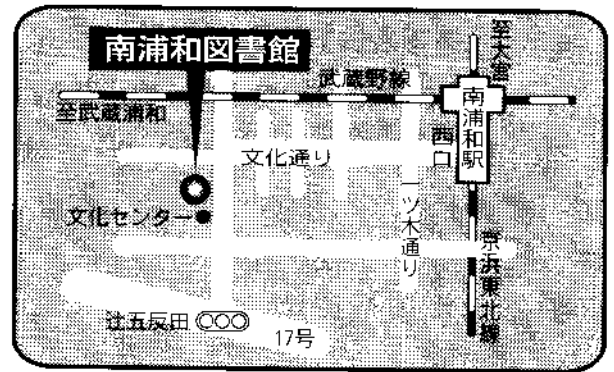 南浦和図書館
至大宮
武蔵野線
至武蔵浦和
南浦和駅
西口
文化通り
文化センター
一ツ木通り
京浜東北線
辻五反田
17号